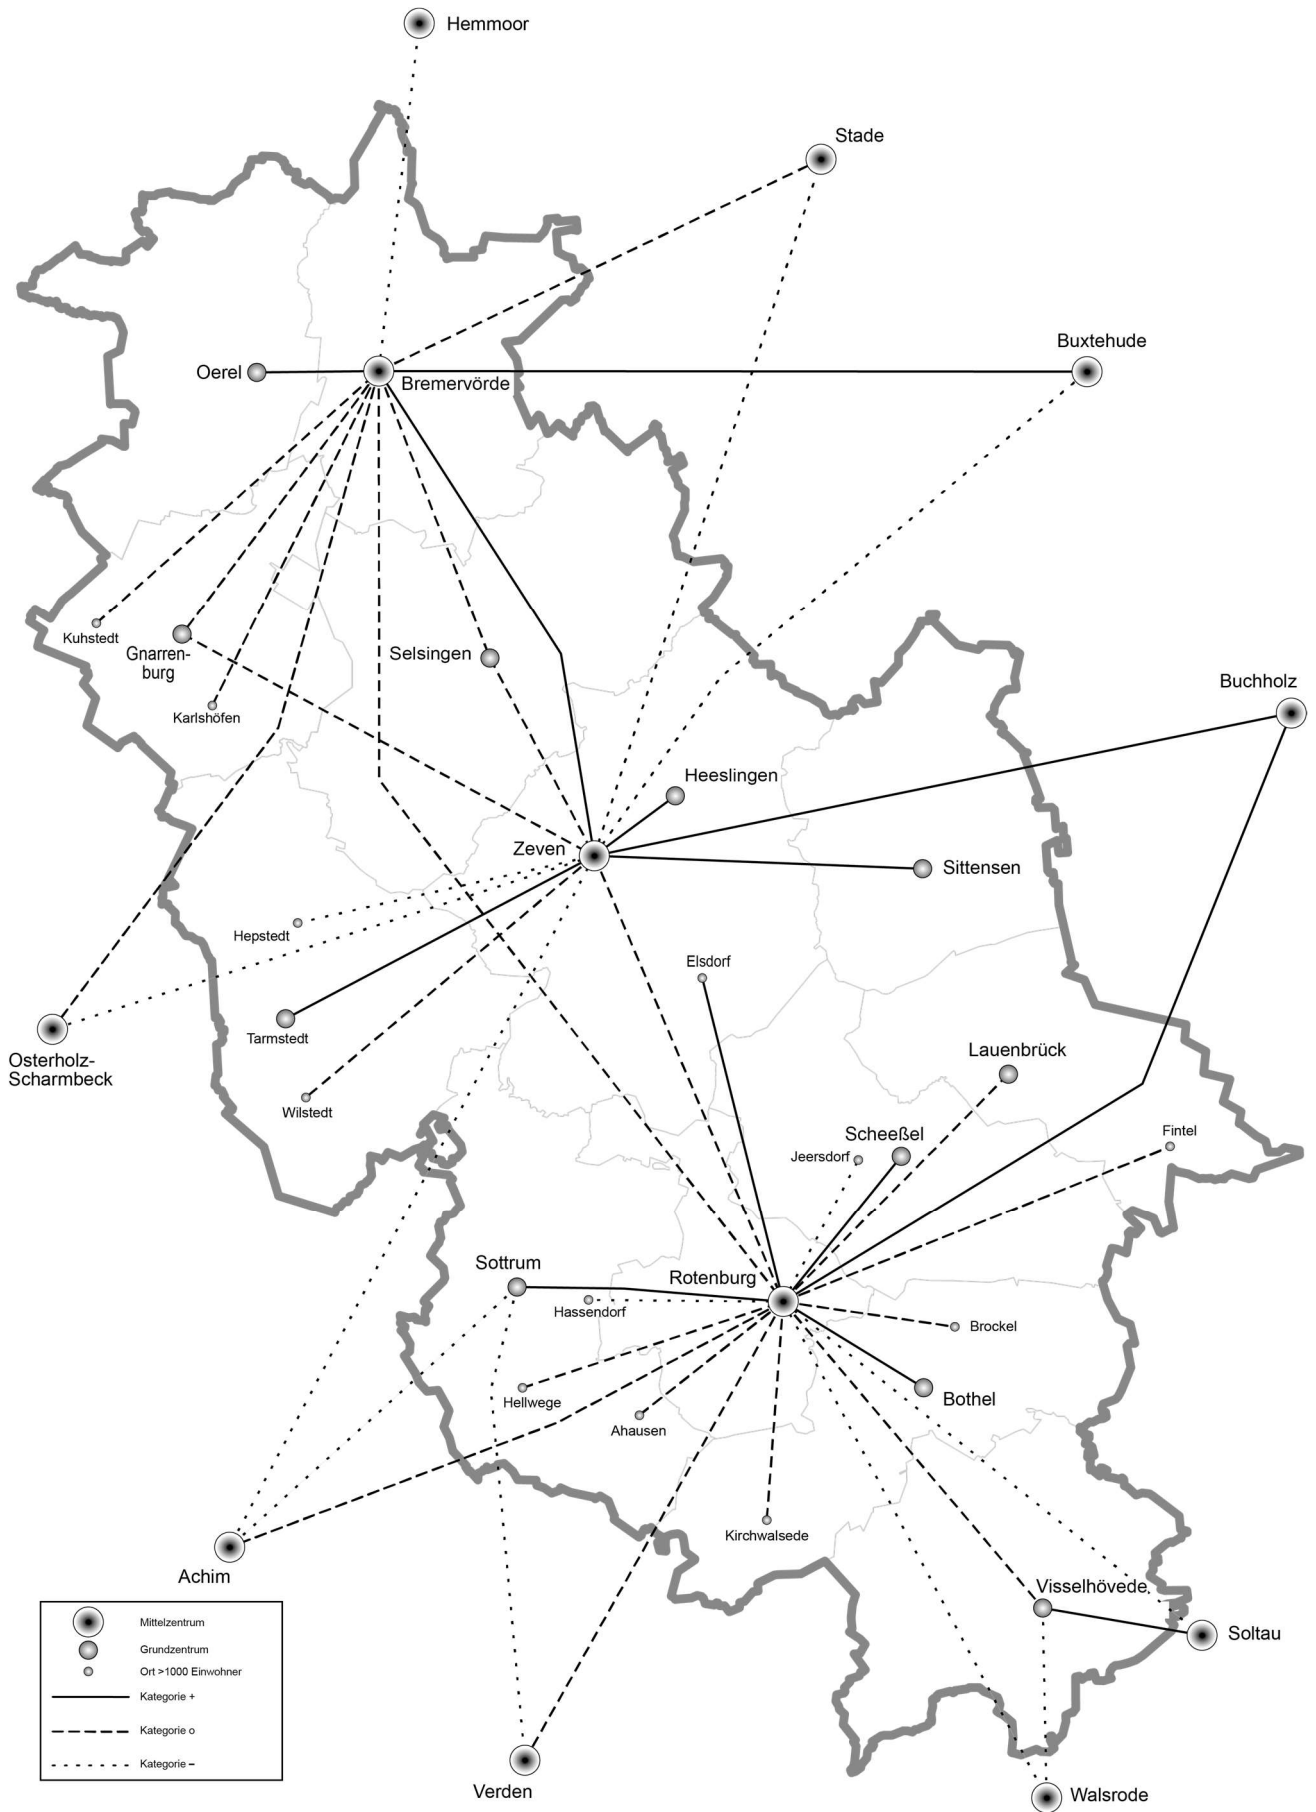 Hemmoor
Stade
Buxtehude
Oerel
Bremervörde
Kuhstedt
Gnarren-
burg
Selsingen
Karlshöfen
Buchholz
Heeslingen
Zeven
Sittensen
Hepstedt
Elsdorf
Tarmstedt
Lauenbrück
Osterholz-
Scharmbeck
Wilstedt
Fintel
Scheeßel
Jeersdorf
Sottrum
Rotenburg
Hassendorf
Brockel
Hellwege
Bothel
Ahausen
Kirchwalsede
Achim
Visselhövede
Soltau
Verden
Walsrode
Mittelzentrum
Grundzentrum
Ort >1000 Einwohner
Kategorie +
Kategorie o
Kategorie –